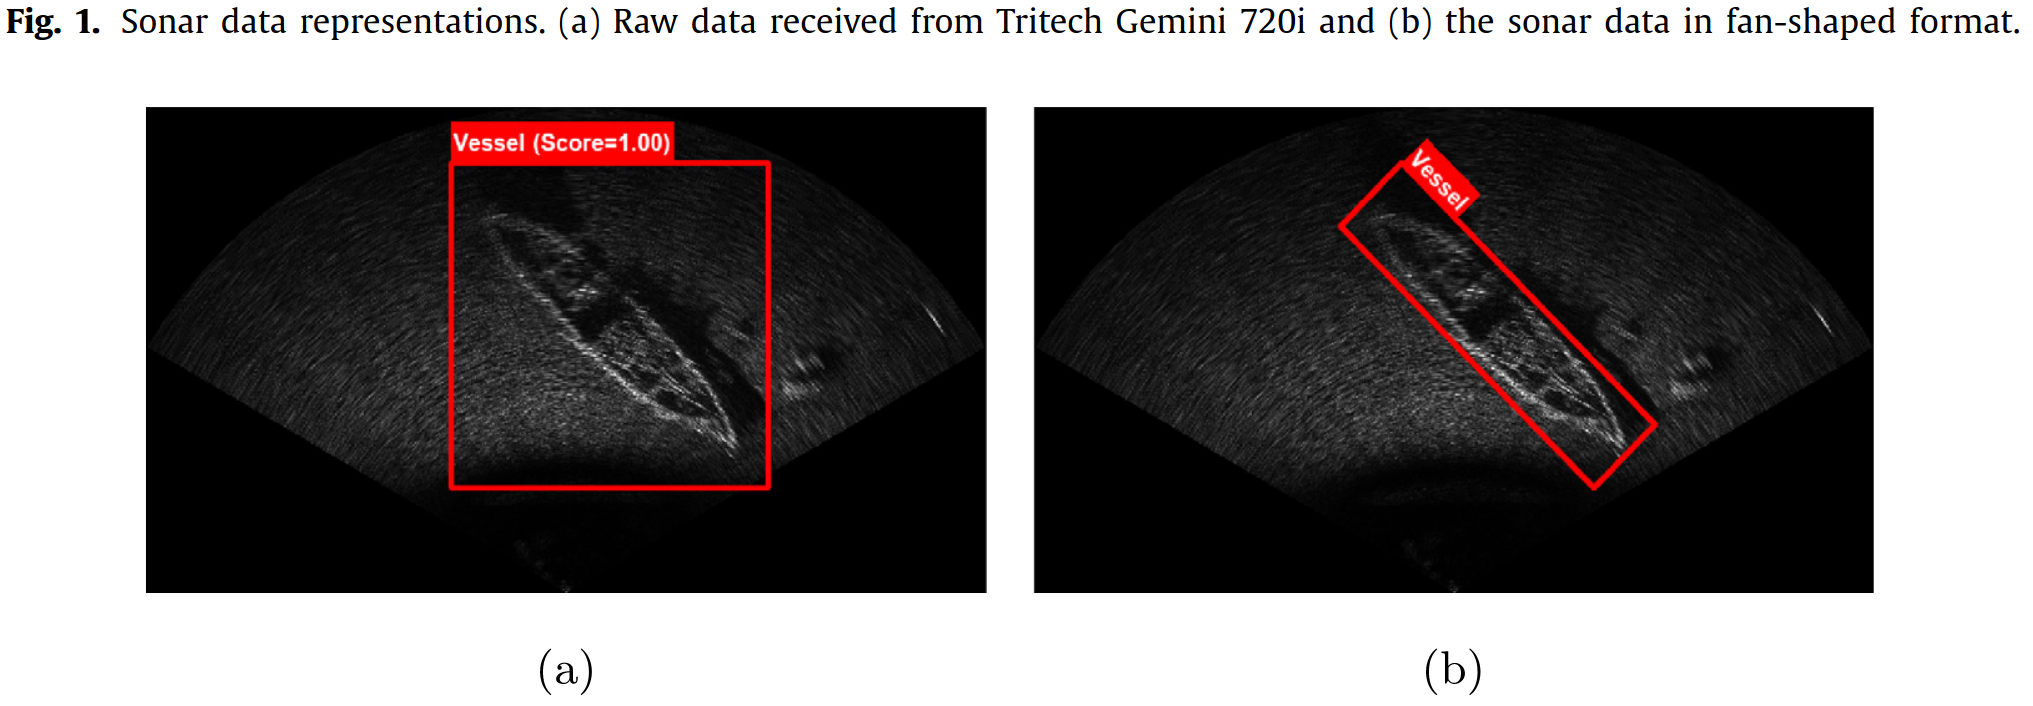 Fig. 1. Sonar data representations. (a) Raw data received from Tritech Gemini 720i and (b) the sonar data in fan-shaped format.
Vessel (Score=1.00)
Vessel
(a)
(b)